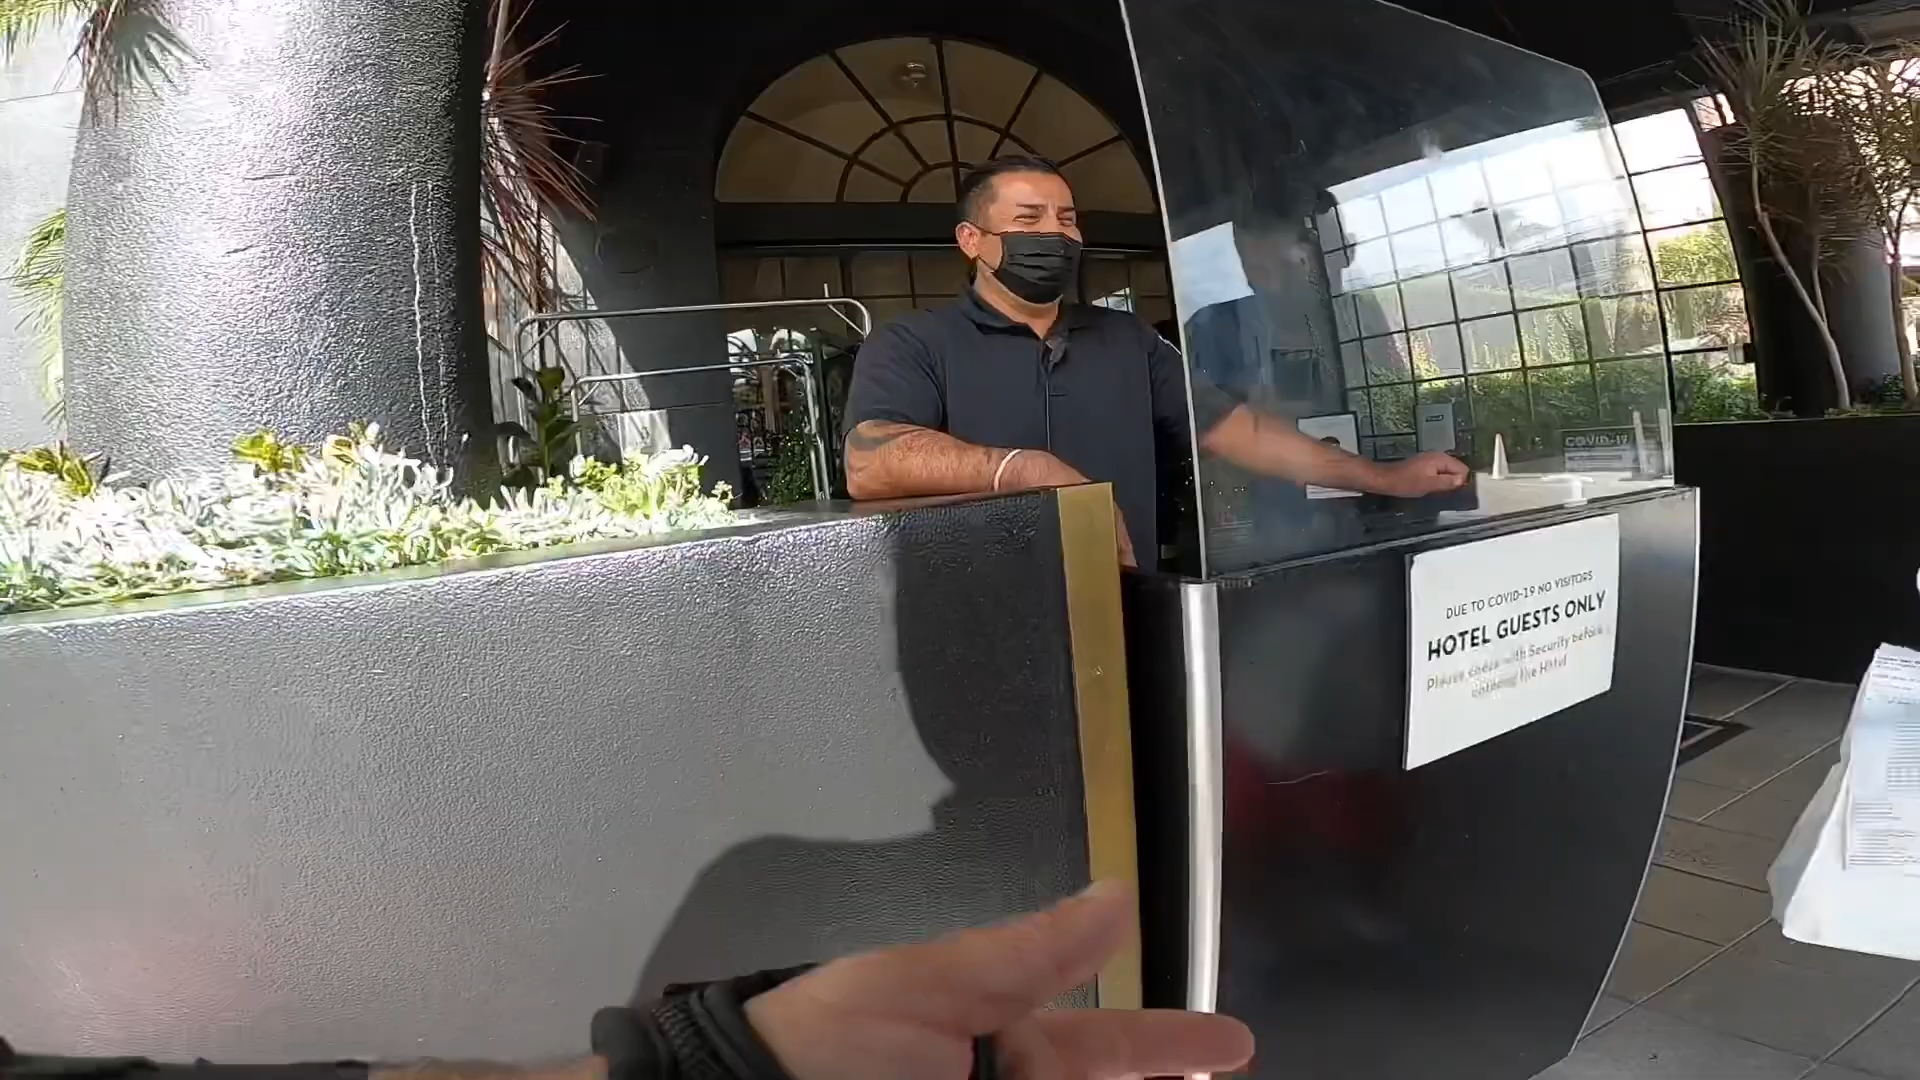 COVID-19
DUE TO COVID-19 NO VISITORS
HOTEL GUESTS ONLY
Please check with Security before
entering the Hotel